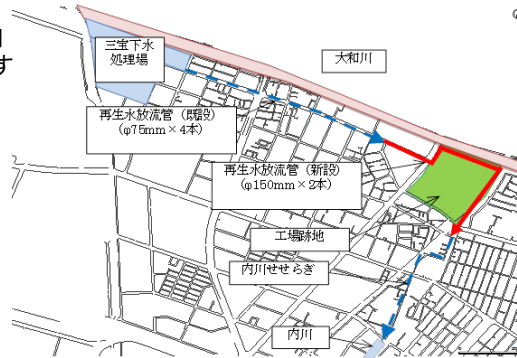 す
三宝下水
処理場
大和川
再生水放流管（既設）
（φ75mm×4本）
再生水放流管（新設）
（φ150mm×2本）
工場跡地
内川せせらぎ
内川